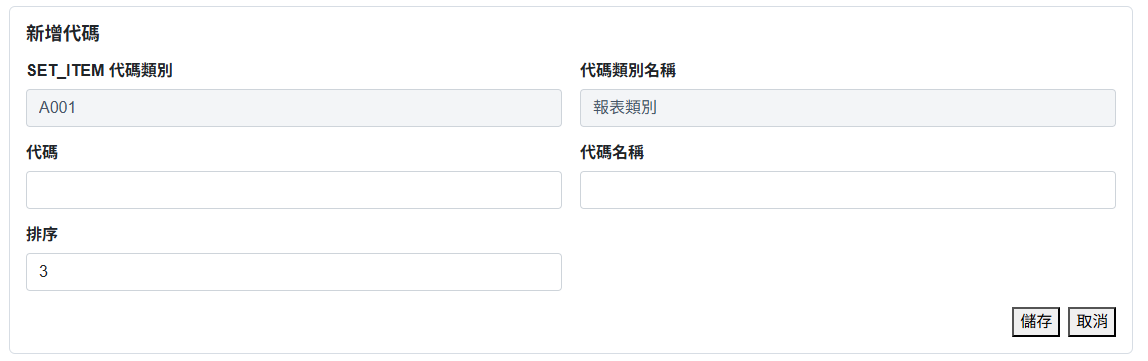 新增代碼
SET_ITEM 代碼類別
代碼類別名稱
A001
報表類別
代碼
代碼名稱
排序
3
儲存
取消